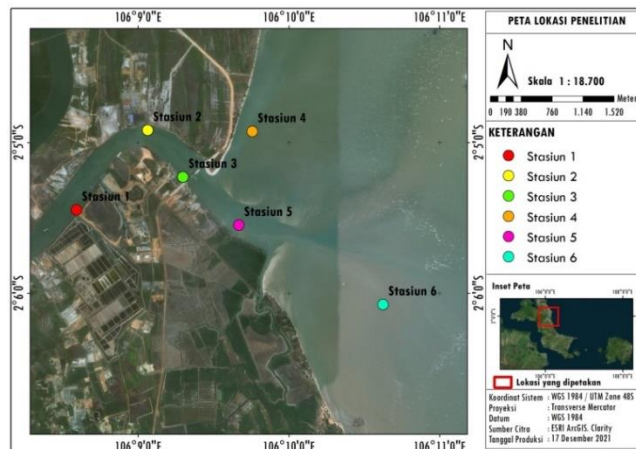 106°9'0"E 106°10'0"E 106°11'0"E
2°5'0"S
2°6'0"S
Stasiun 2
Stasiun 4
Stasiun 3
Stasiun 1
Stasiun 5
Stasiun 6
2°5'0"S
2°6'0"S
106°9'0"E 106°10'0"E 106°11'0"E
PETA LOKASI PENELITIAN
N
Skala 1 : 18.700
Meter
0 190 380 760 1.140 1.520
KETERANGAN
Stasiun 1
Stasiun 2
Stasiun 3
Stasiun 4
Stasiun 5
Stasiun 6
Inset Peta
Lokasi yang dipetakan
Koordinat Sistem : WGS 1984 / UTM Zone 48S
Proyeksi : Transverse Mercator
Datum : WGS 1984
Sumber Citra : ESRI ArcGIS. Clarity
Tanggal Produksi : 17 Desember 2021